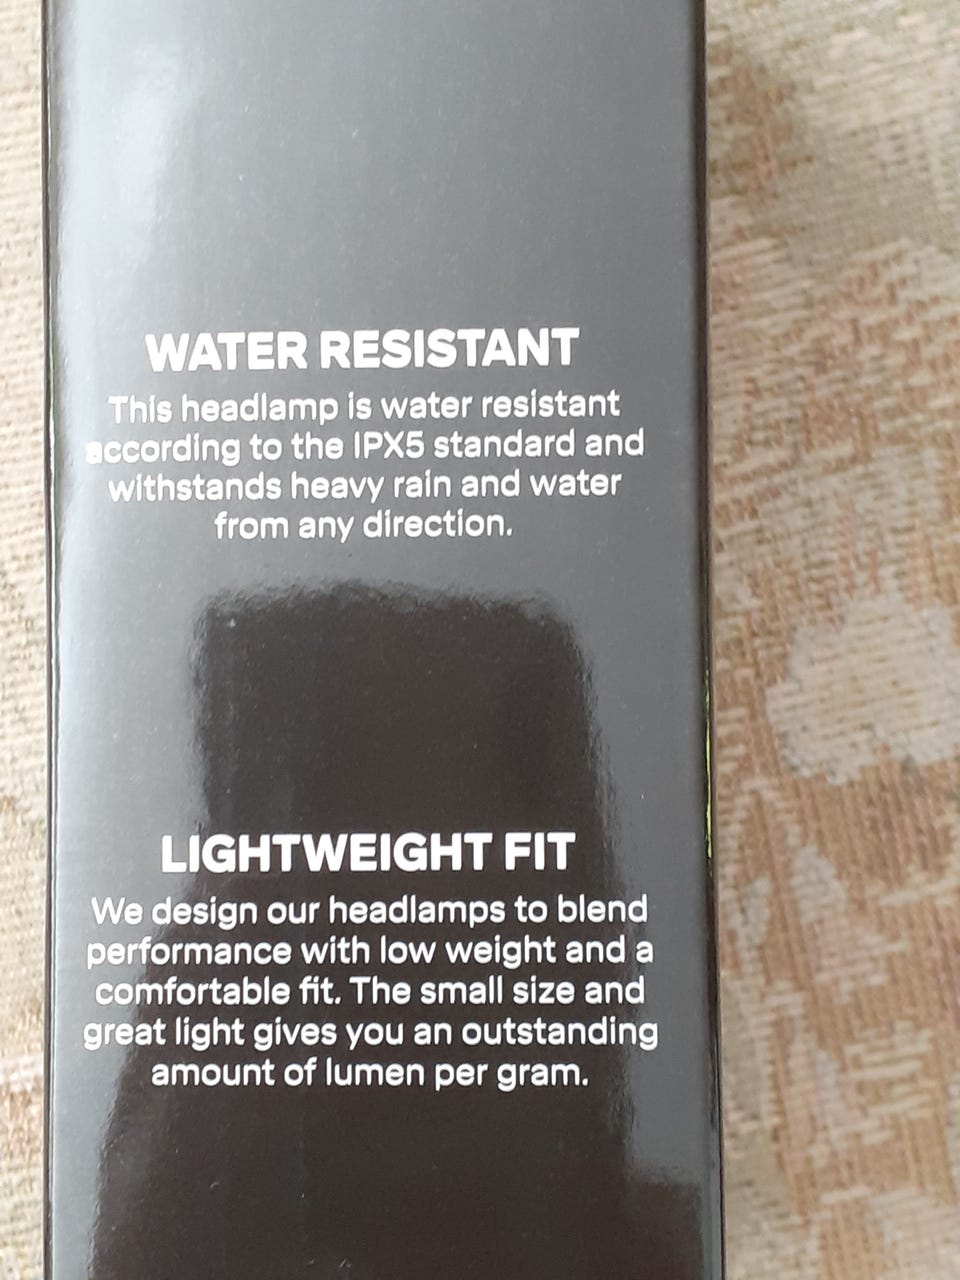 WATER RESISTANT
This headlamp is water resistant
according to the IPX5 standard and
withstands heavy rain and water
from any direction.
LIGHTWEIGHT FIT
We design our headlamps to blend
performance with low weight and a
comfortable fit. The small size and
great light gives you an outstanding
amount of lumen per gram.